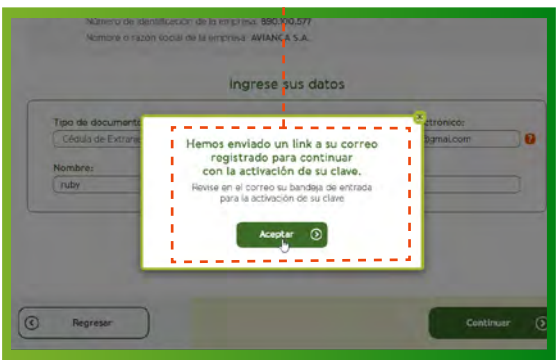 Número de identificación de la empresa: 890.100.577
Nombre o razón social de la empresa: AVIANCA S.A.
Ingrese sus datos
Tipo de documento
ctrónico:
Cédula de Extranje
@gmai.com
?
Nombre:
ruby
Hemos enviado un link a su correo
registrado para continuar
con la activación de su clave.
Revise en el correo su bandeja de entrada
para la activación de su clave
Aceptar
Regresar
Continuar